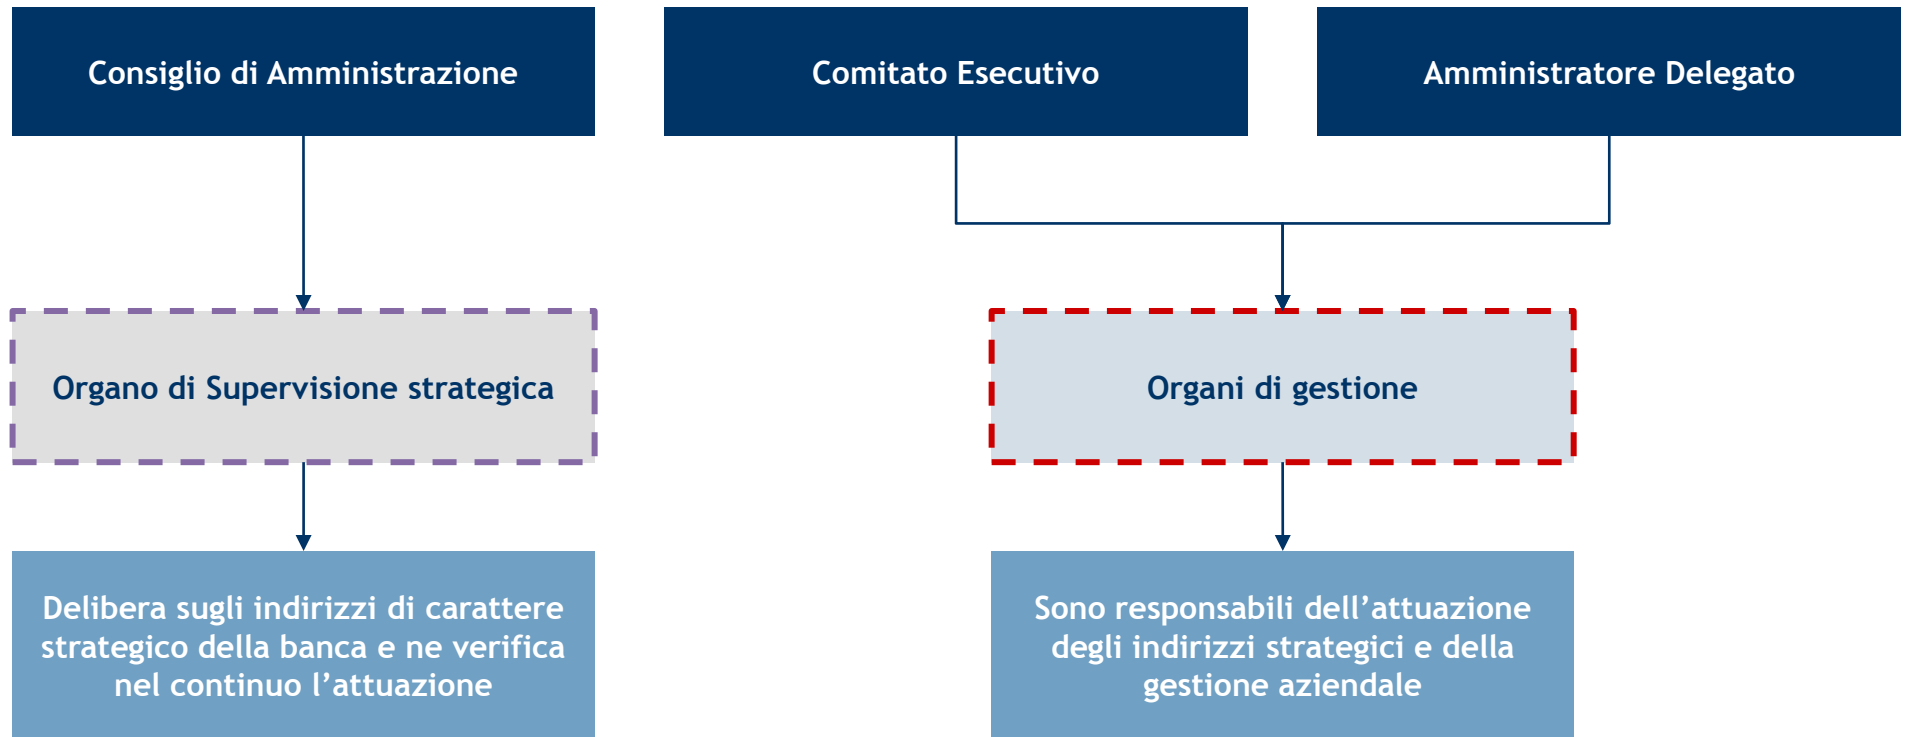 Consiglio di Amministrazione
Comitato Esecutivo
Amministratore Delegato
Organo di Supervisione strategica
Organi di gestione
Delibera sugli indirizzi di carattere
strategico della banca e ne verifica
nel continuo l’attuazione
Sono responsabili dell’attuazione
degli indirizzi strategici e della
gestione aziendale